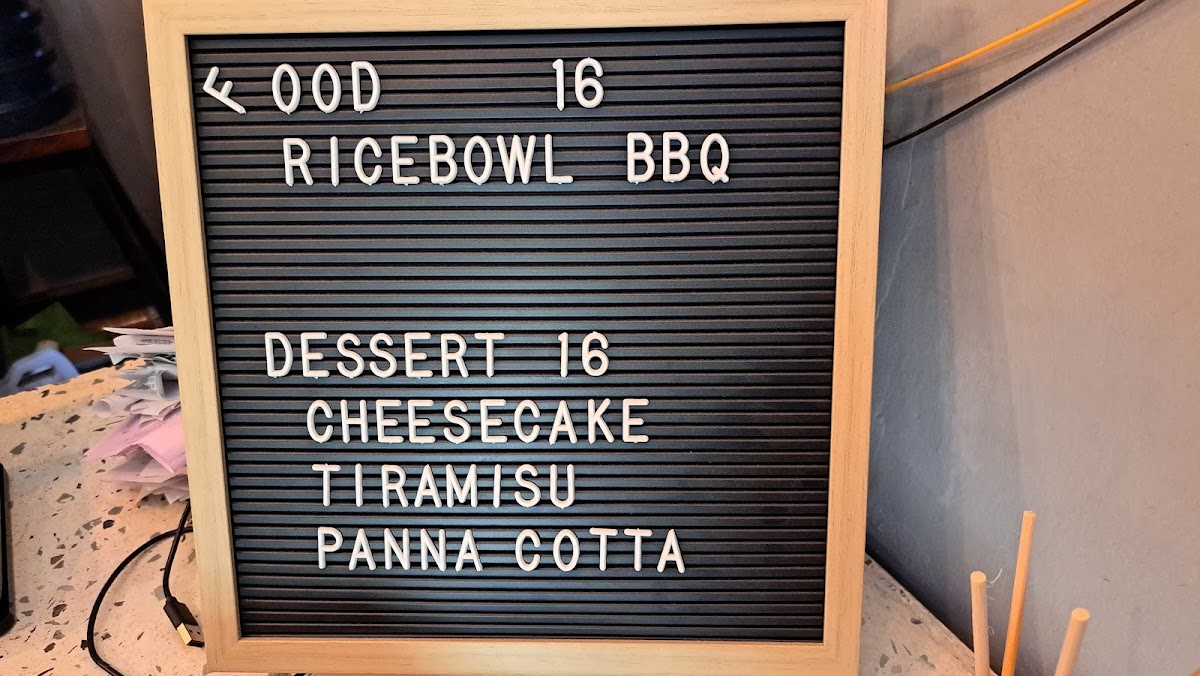 FOOD 16
RICEBOWL BBQ
DESSERT 16
CHEESECAKE
TIRAMISU
PANNA COTTA